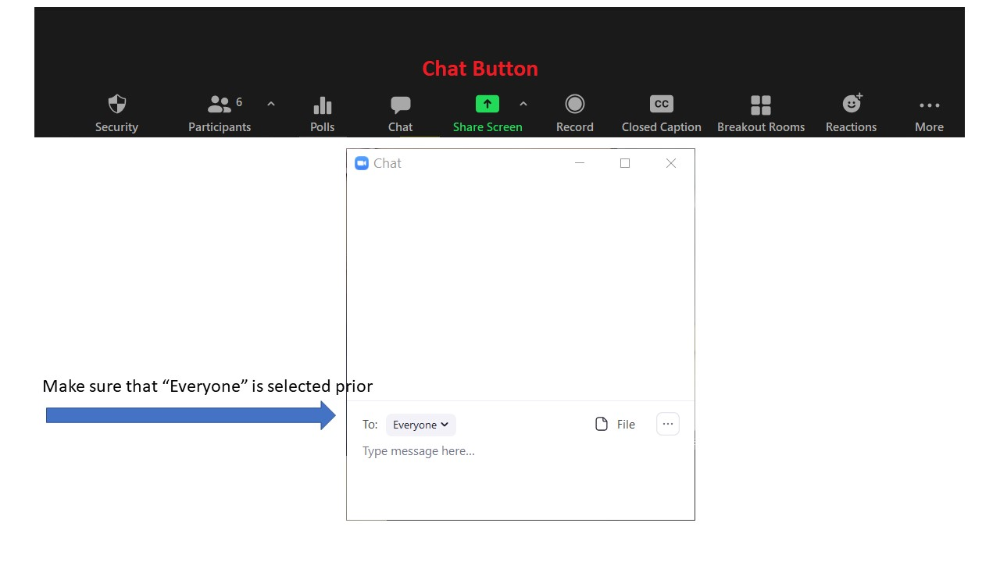 Chat Button
6
Security Participants Polls Chat Share Screen Record Closed Caption Breakout Rooms Reactions More
Chat
Make sure that “Everyone” is selected prior
To: Everyone File
Type message here...